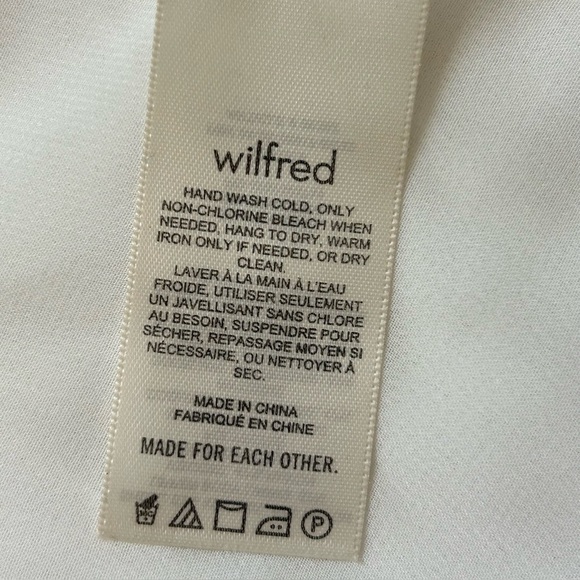 wilfred
HAND WASH COLD, ONLY
NON-CHLORINE BLEACH WHEN
NEEDED, HANG TO DRY, WARM
IRON ONLY IF NEEDED, OR DRY
CLEAN.
LAVER À LA MAIN À L'EAU
FROIDE, UTILISER SEULEMENT
UN JAVELLISANT SANS CHLORE
AU BESOIN, SUSPENDRE POUR
SÉCHER, REPASSAGE MOYEN SI
NÉCESSAIRE, OU NETTOYER À
SEC.
MADE IN CHINA
FABRIQUÉ EN CHINE
MADE FOR EACH OTHER.
P